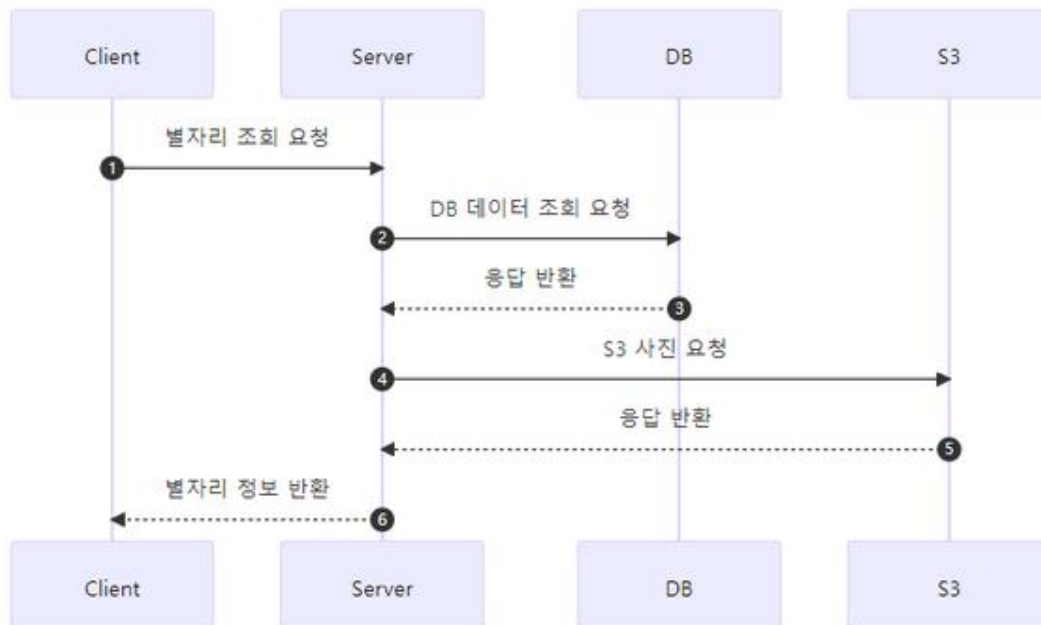 Client
Server
DB
S3
별자리 조회 요청
1
DB 데이터 조회 요청
2
응답 반환
3
S3 사진 요청
4
응답 반환
5
별자리 정보 반환
6
Client
Server
DB
S3